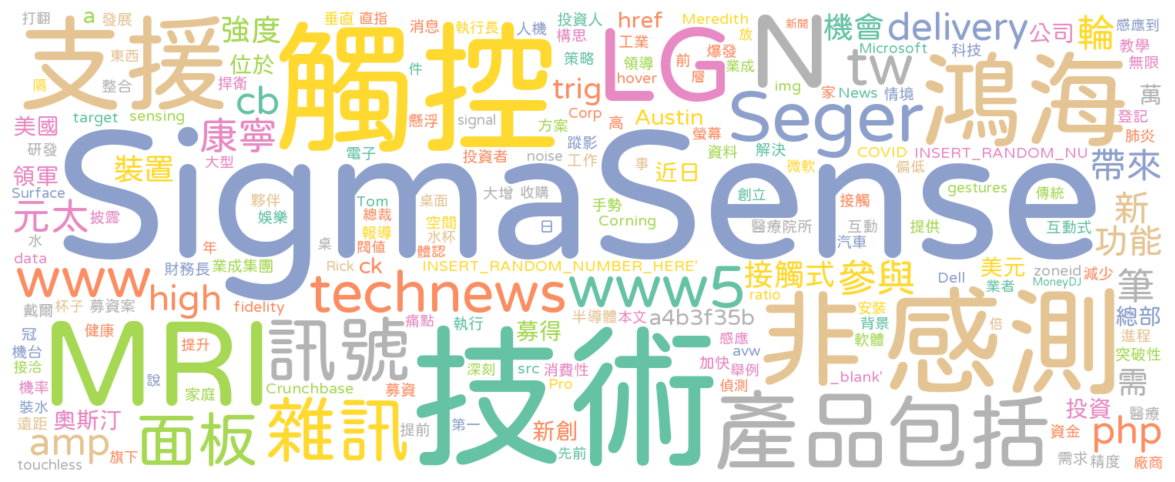 打翻 發展 a 垂直 直指 消息 執行長 人機 投資人 href Meredith 放 新聞 機會 delivery 公司 輪 感應到
支援 東西 強度 觸控 構思 工業 LG N Microsoft 科技 教學
隔 整合 捍衛 位於 件 策略 領導 前 爆發 業成 tw 鴻海 無限
hover 層 img 家 News 情境 萬
cb trig Seger
target sensing 懸浮 signal 方案 Corp 高 Austin 螢幕 登記
美國 康寧 電子 投資者 noise 工作 蹤影 資料 解決 微軟 COVID 偏低 INSERT_RANDOM_NU 肺炎
研發 裝置 大型 事 近日 帶來
領軍 SigmaSense
Surface 夥伴 Tom 桌面 大增 收購 手勢 創立 接觸 gestures 傳統
元太 披露 娛樂 總裁 空間 Corning 醫療院所 互動 提供 互動式 新
水 報導 水杯 日 汽車 功能
data 年 桌 閥值 體認
www 財務長 業成集團 Rick ck INSERT_RANDOM_NUMBER_HERE' 接觸式 參與 Dell 美元 zoneid 減少
戴爾 杯子 募資案 high fidelity technews www5 ratio 業者 MoneyDJ 筆
冠 健康 MRI 訊號 痛點 執行 募得 半導體 本文 a4b3f35b 安裝 背景 倍 非 感測 總部
機台 提升 技術 感應 avw 軟體 進程
接洽 深刻 src 消費性 加快 舉例 突破性
機率 說 家庭 Crunchbase 募資 Pro 偵測 _blank' 需
裝水 奧斯汀 雜訊 產品 包括 投資 醫療
遠距 amp 面板 提前 第一 新創 資金 php
touchless 旗下 先前 需求 精度 廠商